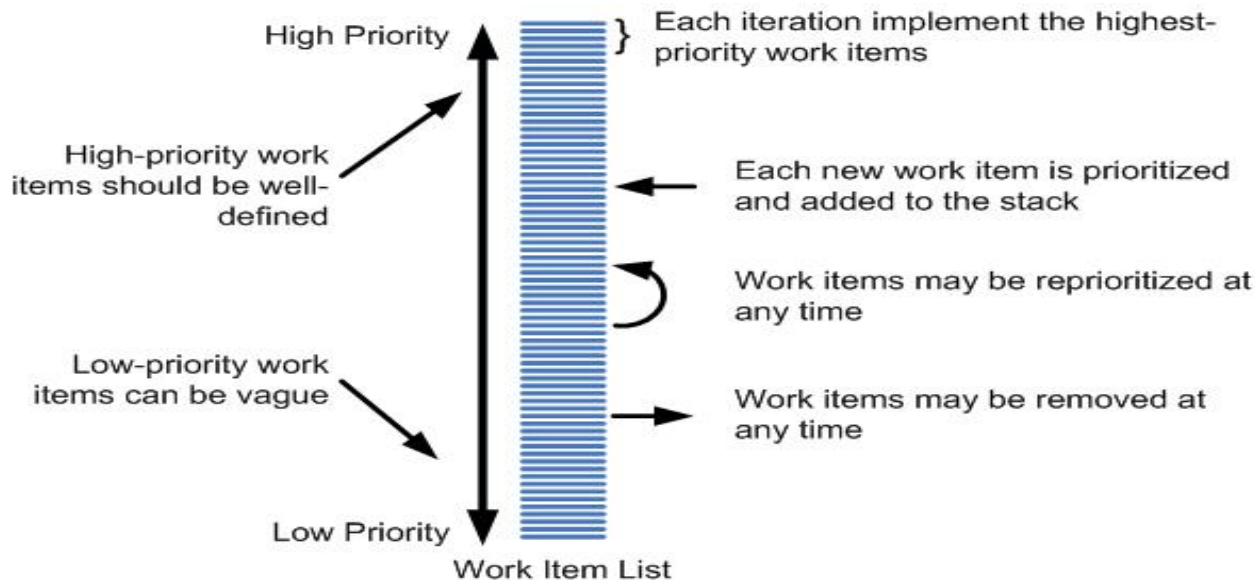 High Priority
Each iteration implement the highest-
priority work items
High-priority work
items should be well-
defined
Each new work item is prioritized
and added to the stack
Work items may be reprioritized at
any time
Low-priority work
items can be vague
Work items may be removed at
any time
Low Priority
Work Item List